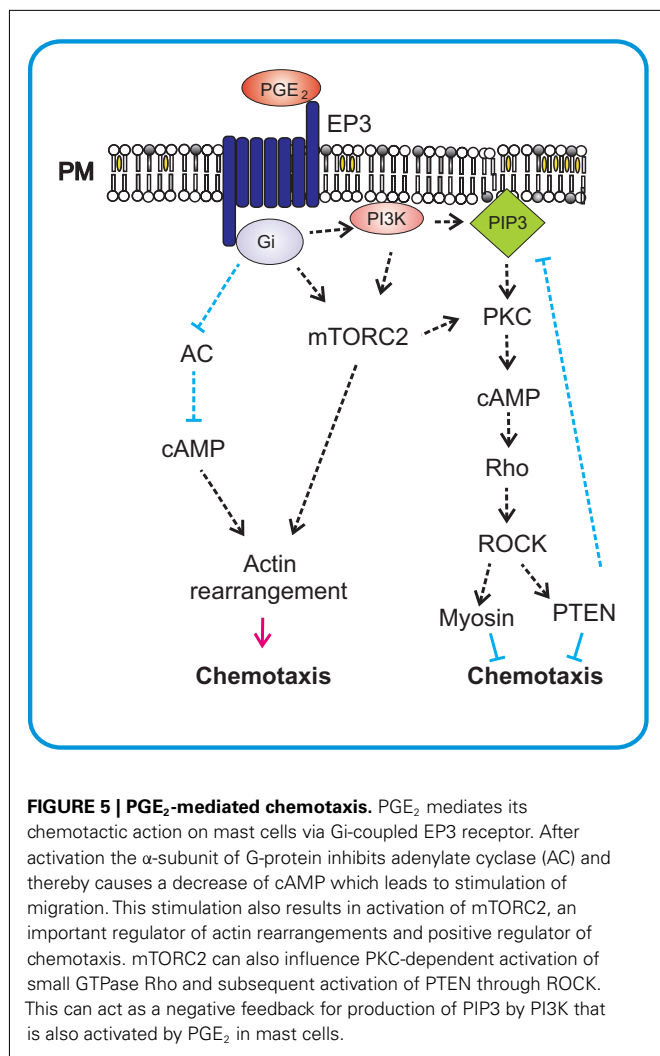 PGE2
EP3
PM
Gi
PI3K
PIP3
AC
mTORC2
PKC
cAMP
cAMP
Rho
ROCK
Actin
rearrangement
Myosin
PTEN
Chemotaxis
Chemotaxis
FIGURE 5 | PGE2-mediated chemotaxis. PGE2 mediates its
chemotactic action on mast cells via Gi-coupled EP3 receptor. After
activation the α-subunit of G-protein inhibits adenylate cyclase (AC) and
thereby causes a decrease of cAMP which leads to stimulation of
migration. This stimulation also results in activation of mTORC2, an
important regulator of actin rearrangements and positive regulator of
chemotaxis. mTORC2 can also influence PKC-dependent activation of
small GTPase Rho and subsequent activation of PTEN through ROCK.
This can act as a negative feedback for production of PIP3 by PI3K that
is also activated by PGE2 in mast cells.